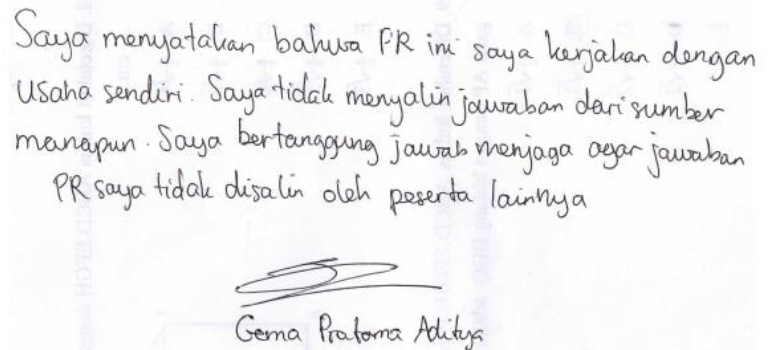 Saya menyatakan bahwa PR ini saya kerjakan dengan
Usaha sendiri. Saya tidak menyalin jawaban dari sumber
manapun. Saya bertanggung jawab menjaga agar jawaban
PR saya tidak disalin oleh peserta lainnya
Gema Pratama Aditya